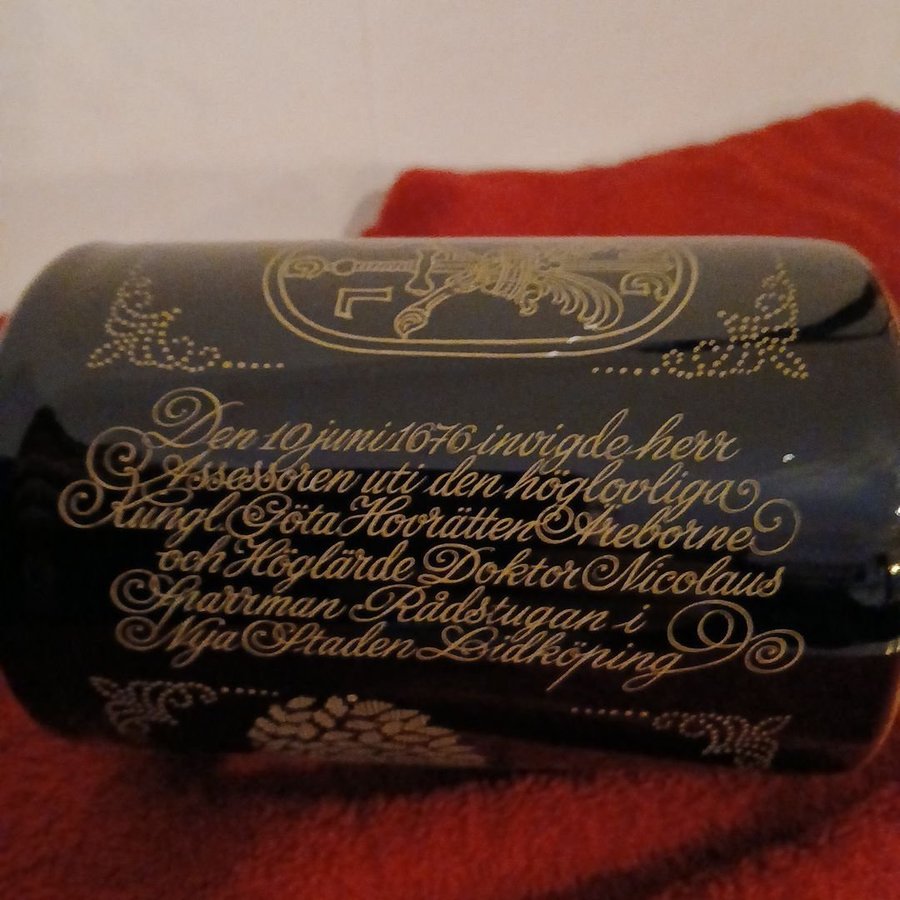 Den 10 juni 1676 invigde herr
Assessoren uti den höglovliga
Kungl. Göta Hovrätten Äreborne
och Höglärde Doktor Nicolaus
Sparrman Rådstugan i
Nya Staden Lidköping